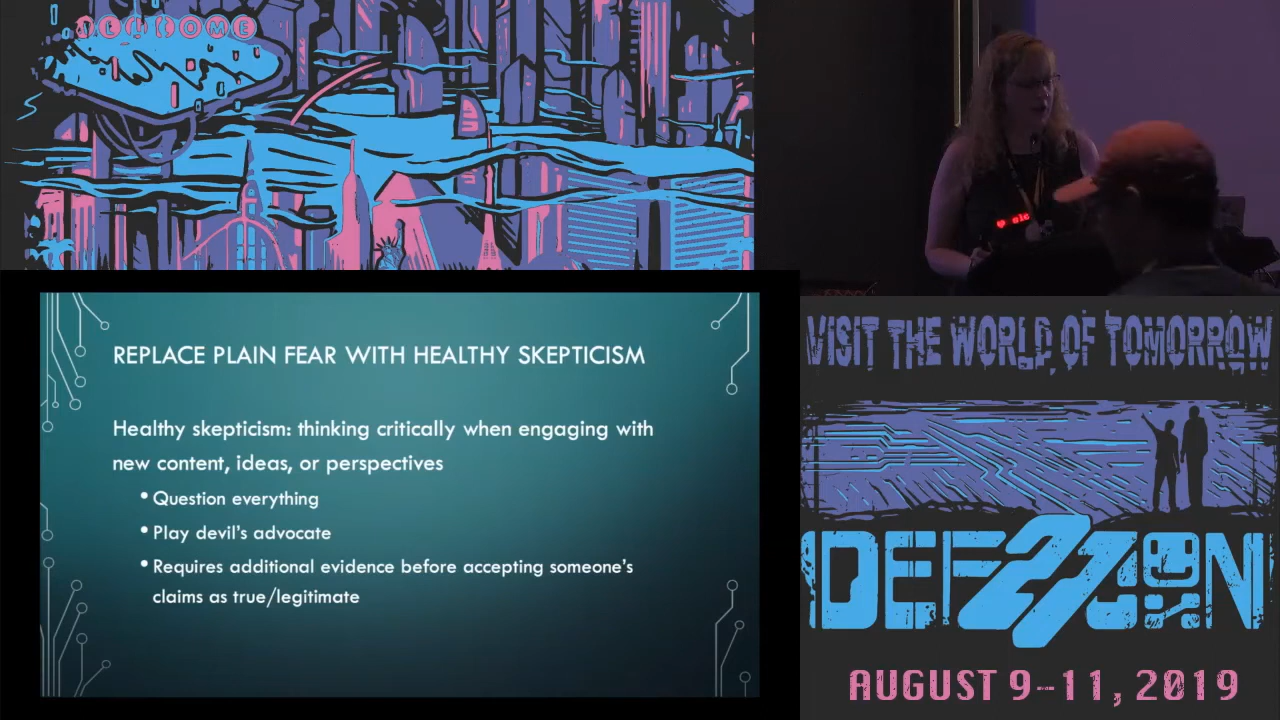 WELCOME
REPLACE PLAIN FEAR WITH HEALTHY SKEPTICISM
Healthy skepticism: thinking critically when engaging with
new content, ideas, or perspectives
• Question everything
• Play devil's advocate
• Requires additional evidence before accepting someone's
claims as true/legitimate
VISIT THE WORLD OF TOMORROW
DEF27CON
AUGUST 9-11, 2019